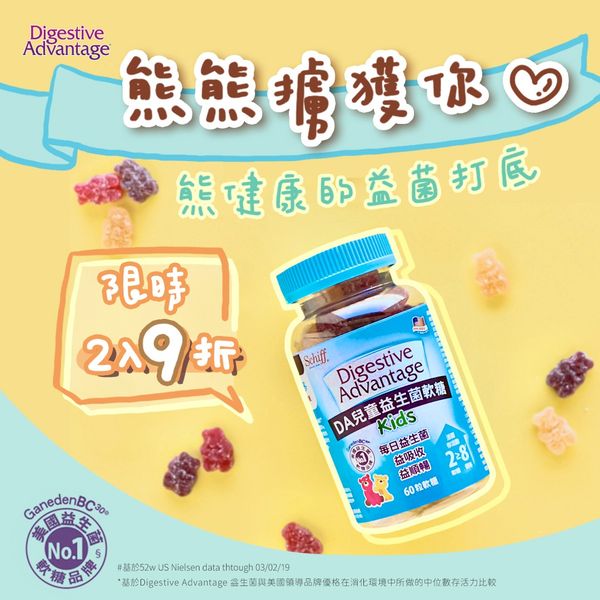 Digestive
Advantage
熊熊擄獲你
熊健康的益菌打底
限時
2入9折
Schiff
Digestive
Advantage
DA兒童益生菌軟糖
Kids
GanedenBC30
No.1
每日益生菌
益吸收
益順暢
60粒軟糖
GanedenBC30
美國益生菌
No.1
軟糖品牌§
#基於52w US Nielsen data thtough 03/02/19
*基於Digestive Advantage 益生菌與美國領導品牌優格在消化環境中所做的中位數存活力比較